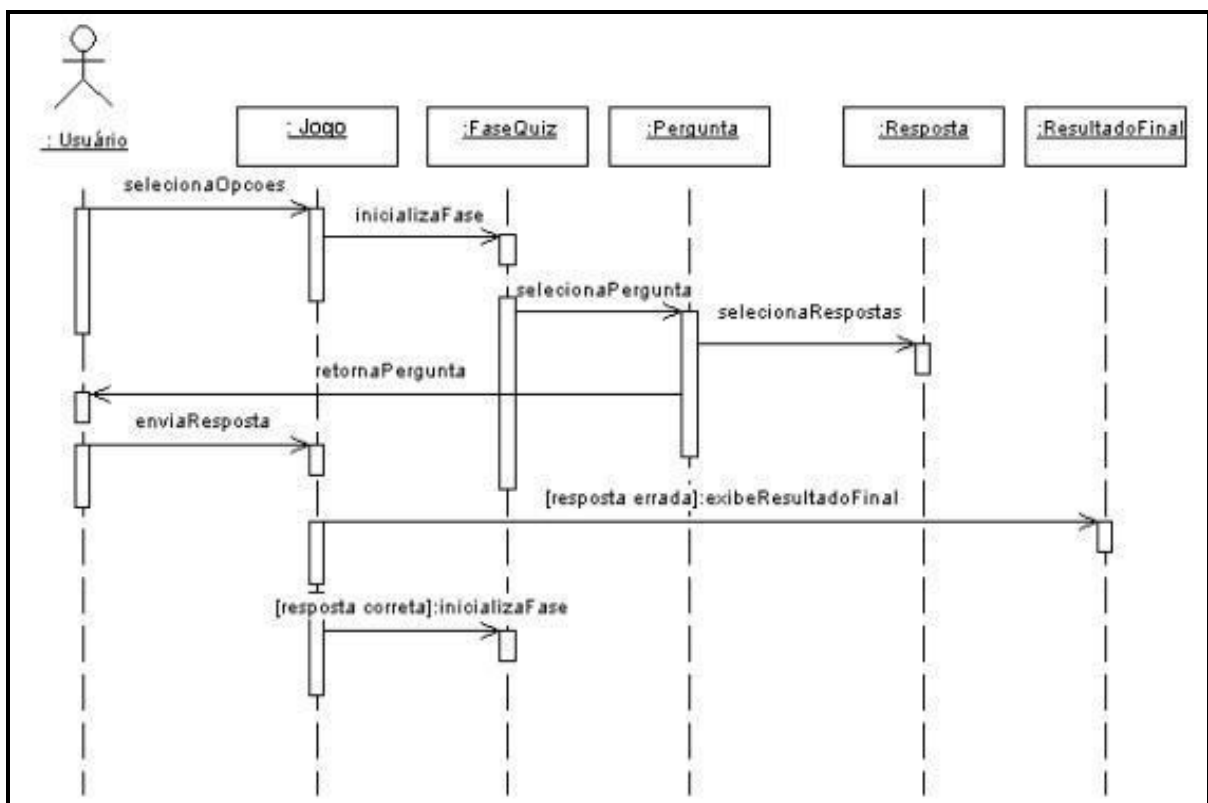 : Usuário
: Jogo
:FaseQuiz
:Pergunta
:Resposta
:ResultadoFinal
selecionaOpcoes
inicializaFase
selecionaPergunta
selecionaRespostas
retornaPergunta
enviaResposta
[resposta errada]:exibeResultadoFinal
[resposta correta]:inicializaFase